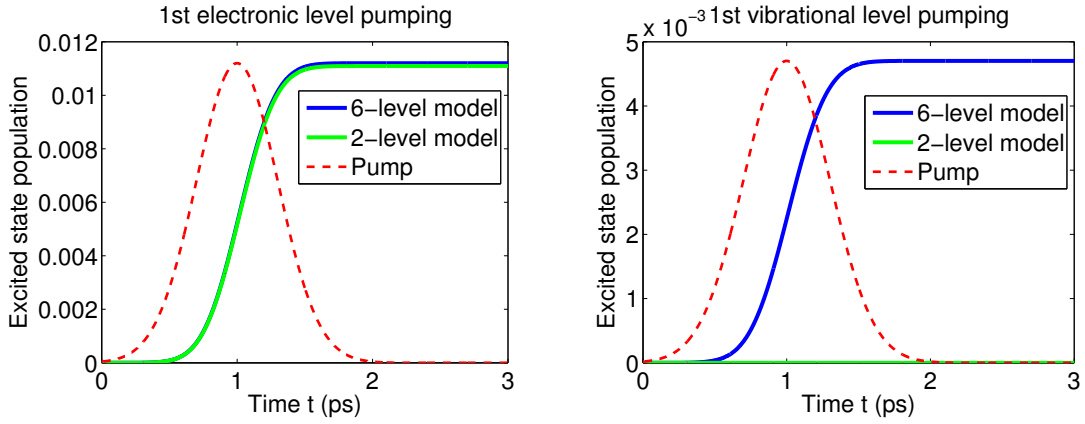 1st electronic level pumping
0.012
0.01
0.008
0.006
0.004
0.002
0
Excited state population
6−level model
2−level model
Pump
0 1 2 3
Time t (ps)
x 10−3
1st vibrational level pumping
5
4
3
2
1
0
Excited state population
6−level model
2−level model
Pump
0 1 2 3
Time t (ps)